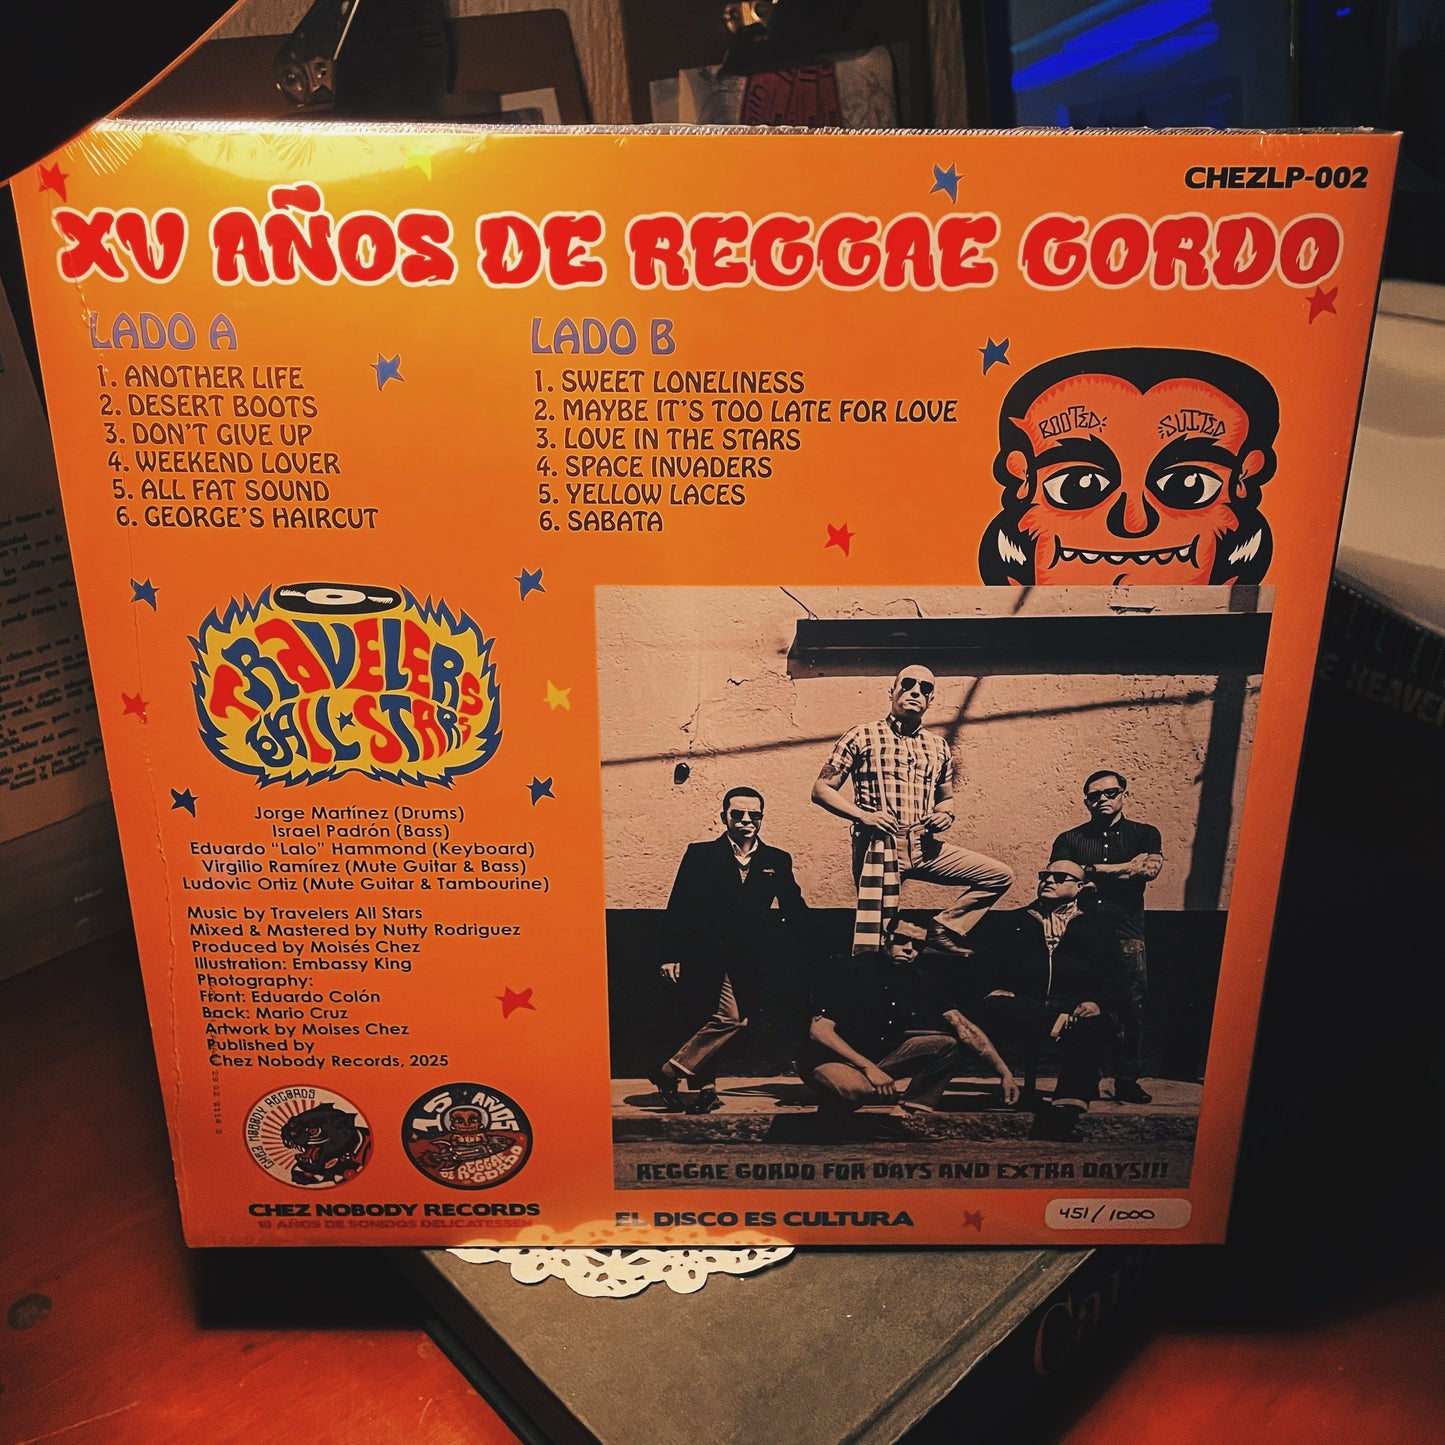 CHEZLP-002
XV AÑOS DE REGGAE GORDO
LADO A
1. ANOTHER LIFE
2. DESERT BOOTS
3. DON'T GIVE UP
4. WEEKEND LOVER
5. ALL FAT SOUND
6. GEORGE'S HAIRCUT
LADO B
1. SWEET LONELINESS
2. MAYBE IT'S TOO LATE FOR LOVE
3. LOVE IN THE STARS
4. SPACE INVADERS
5. YELLOW LACES
6. SABATA
BOOTED
SUITED
TRAVELERS
ALL STARS
Jorge Martínez (Drums)
Israel Padrón (Bass)
Eduardo "Lalo" Hammond (Keyboard)
Virgilio Ramírez (Mute Guitar & Bass)
Ludovic Ortiz (Mute Guitar & Tambourine)
Music by Travelers All Stars
Mixed & Mastered by Nutty Rodriguez
Produced by Moisés Chez
Illustration: Embassy King
Photography:
Front: Eduardo Colón
Back: Mario Cruz
Artwork by Moises Chez
Published by
Chez Nobody Records, 2025
CHEZ NOBODY RECORDS
15 AÑOS
DE REGGAE
GORDO
CHEZ NOBODY RECORDS
10 AÑOS DE SONIDOS DELICATESSEN
REGGAE GORDO FOR DAYS AND EXTRA DAYS!!!
EL DISCO ES CULTURA
451/1000